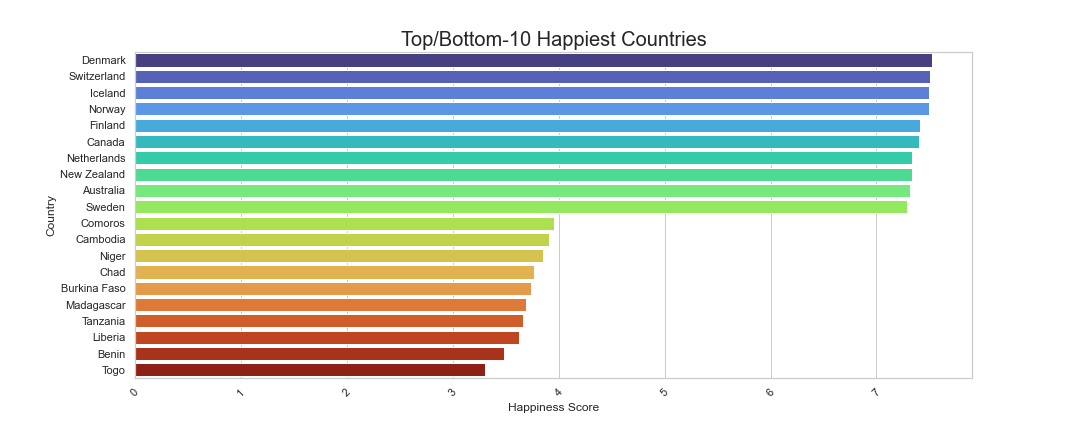 Top/Bottom-10 Happiest Countries
Country
Denmark
Switzerland
Iceland
Norway
Finland
Canada
Netherlands
New Zealand
Australia
Sweden
Comoros
Cambodia
Niger
Chad
Burkina Faso
Madagascar
Tanzania
Liberia
Benin
Togo
0 1 2 3 4 5 6 7
Happiness Score